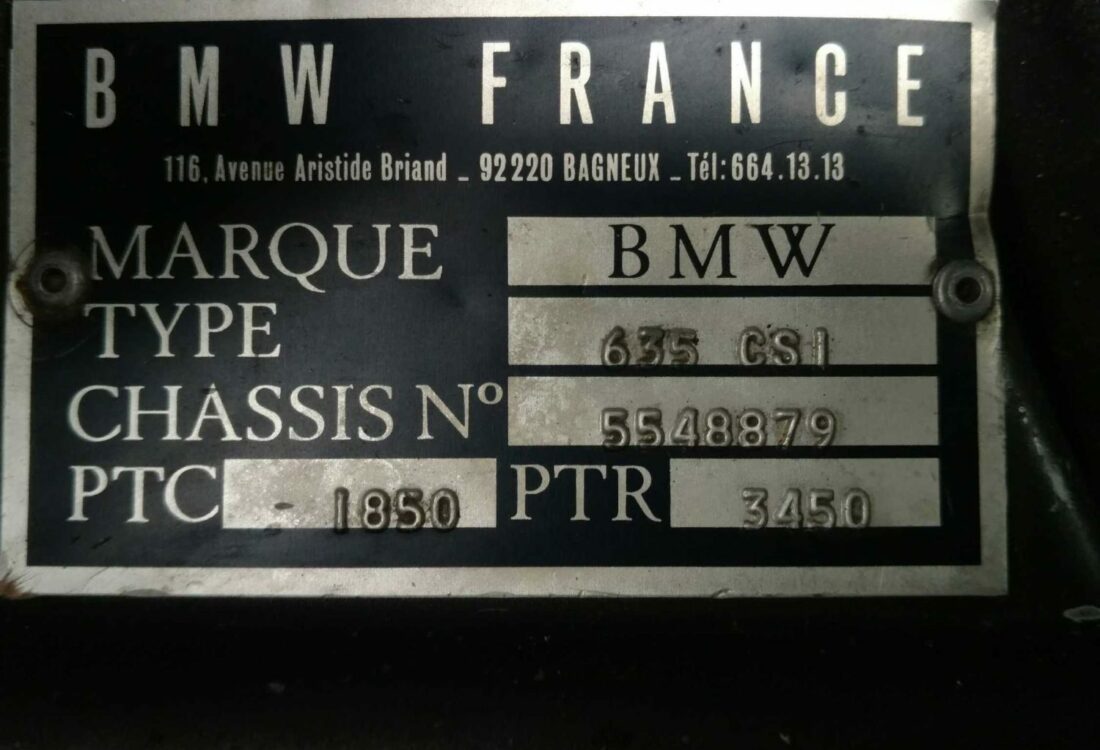 BMW FRANCE
116, Avenue Aristide Briand _ 92220 BAGNEUX _ Tél: 664.13.13
MARQUE BMW
TYPE 635 CSI
CHASSIS Nº 5548879
PTC - 1850 PTR 3450